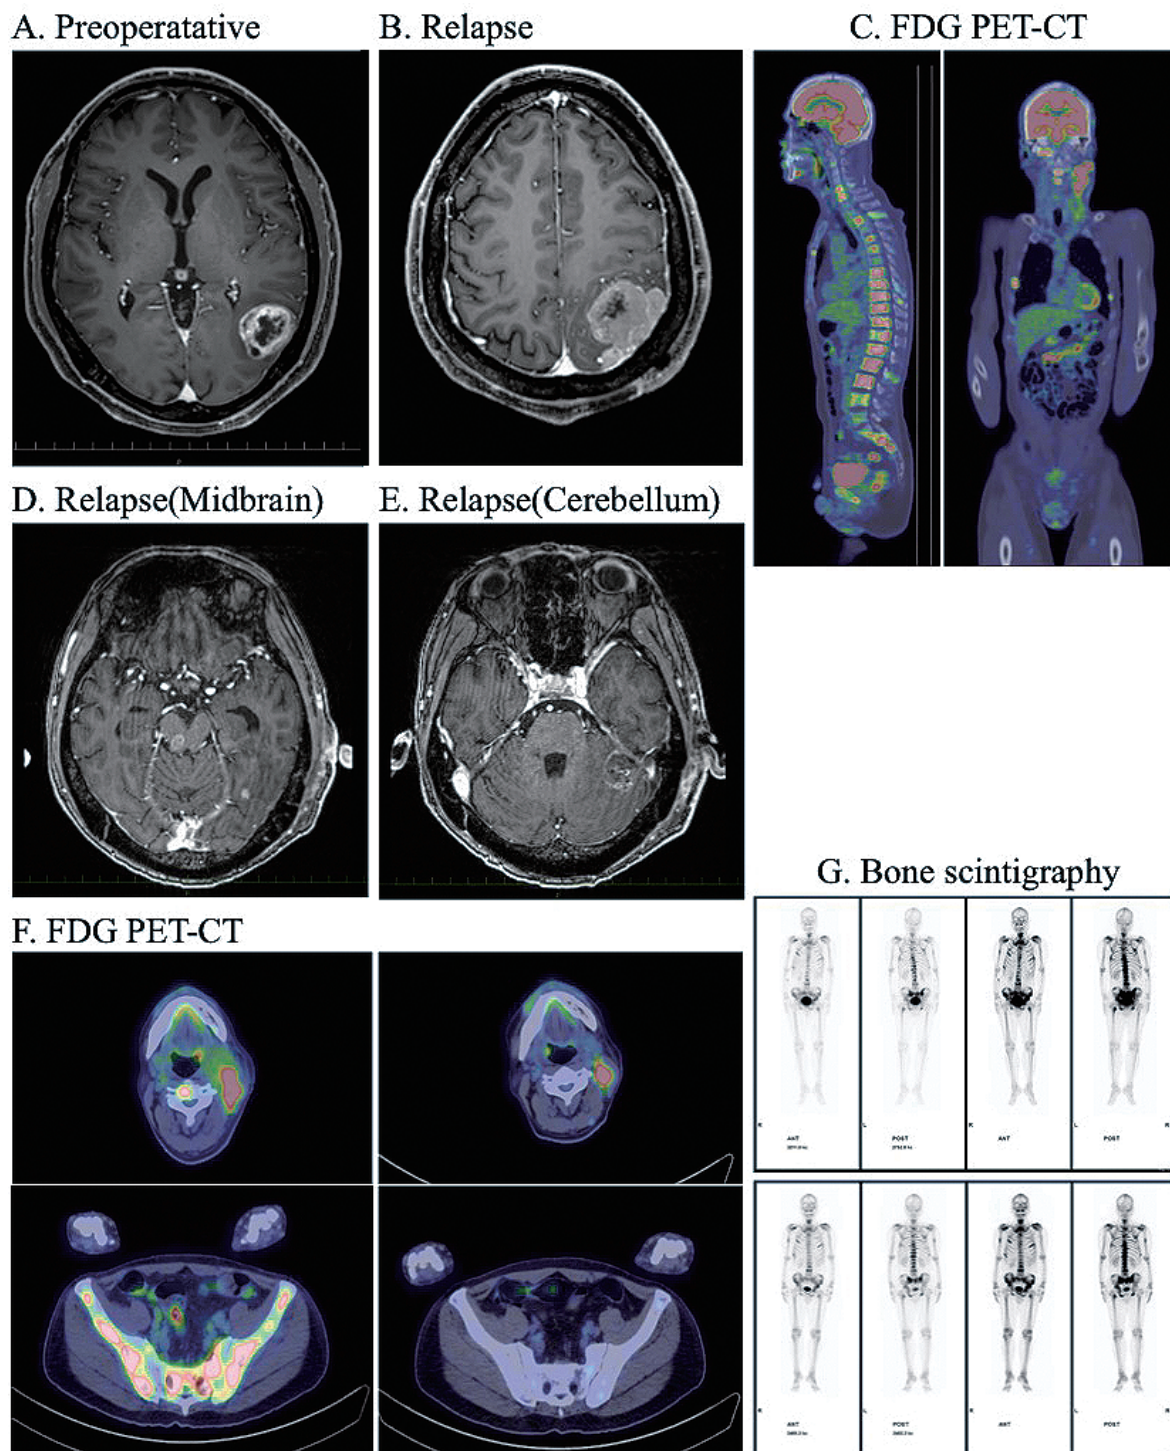 A. Preoperatative
B. Relapse
C. FDG PET-CT
D. Relapse(Midbrain)
E. Relapse(Cerebellum)
G. Bone scintigraphy
F. FDG PET-CT
R L R L R
ANT POST ANT POST
R L R L R
ANT POST ANT POST